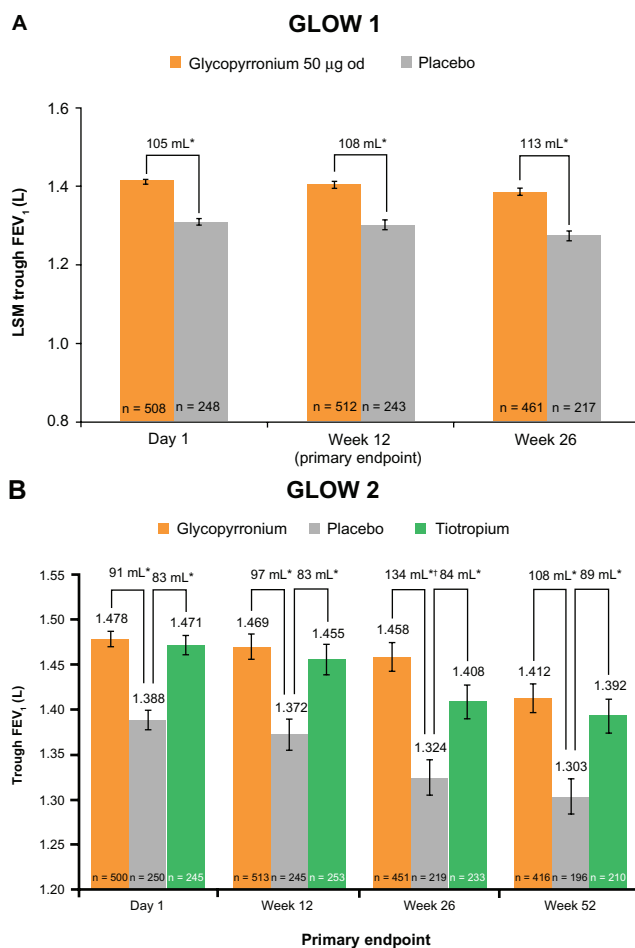 A
GLOW 1
Glycopyrronium 50 μg od Placebo
LSM trough FEV₁ (L)
1.6
1.4
1.2
1.0
0.8
105 mL* 108 mL* 113 mL*
n = 508 n = 248 n = 512 n = 243 n = 461 n = 217
Day 1 Week 12 Week 26
(primary endpoint)
B
GLOW 2
Glycopyrronium Placebo Tiotropium
Trough FEV₁ (L)
1.55
1.50
1.45
1.40
1.35
1.30
1.25
1.20
91 mL* 83 mL* 97 mL* 83 mL* 134 mL*† 84 mL* 108 mL* 89 mL*
1.478 1.388 1.471 1.469 1.372 1.455 1.458 1.324 1.408 1.412 1.303 1.392
n = 500 n = 250 n = 245 n = 513 n = 245 n = 253 n = 451 n = 219 n = 233 n = 416 n = 196 n = 210
Day 1 Week 12 Week 26 Week 52
Primary endpoint